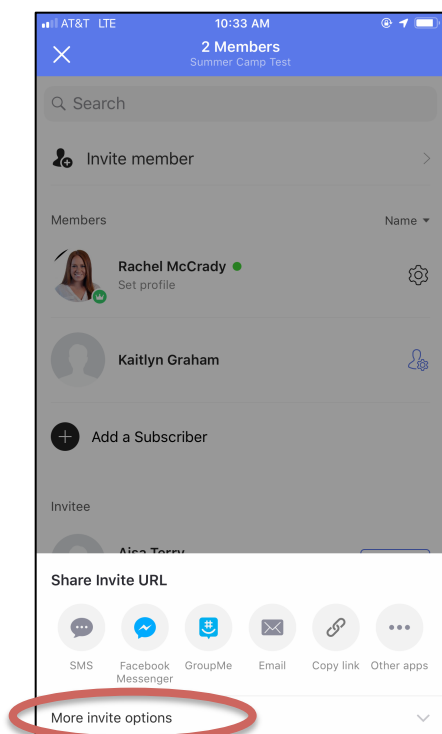 AT&T LTE 10:33 AM
2 Members
Summer Camp Test
Search
Invite member
Members Name
Rachel McCrady
Set profile
Kaitlyn Graham
Add a Subscriber
Invitee
Aisa Terry
Share Invite URL
SMS Facebook Messenger GroupMe Email Copy link Other apps
More invite options